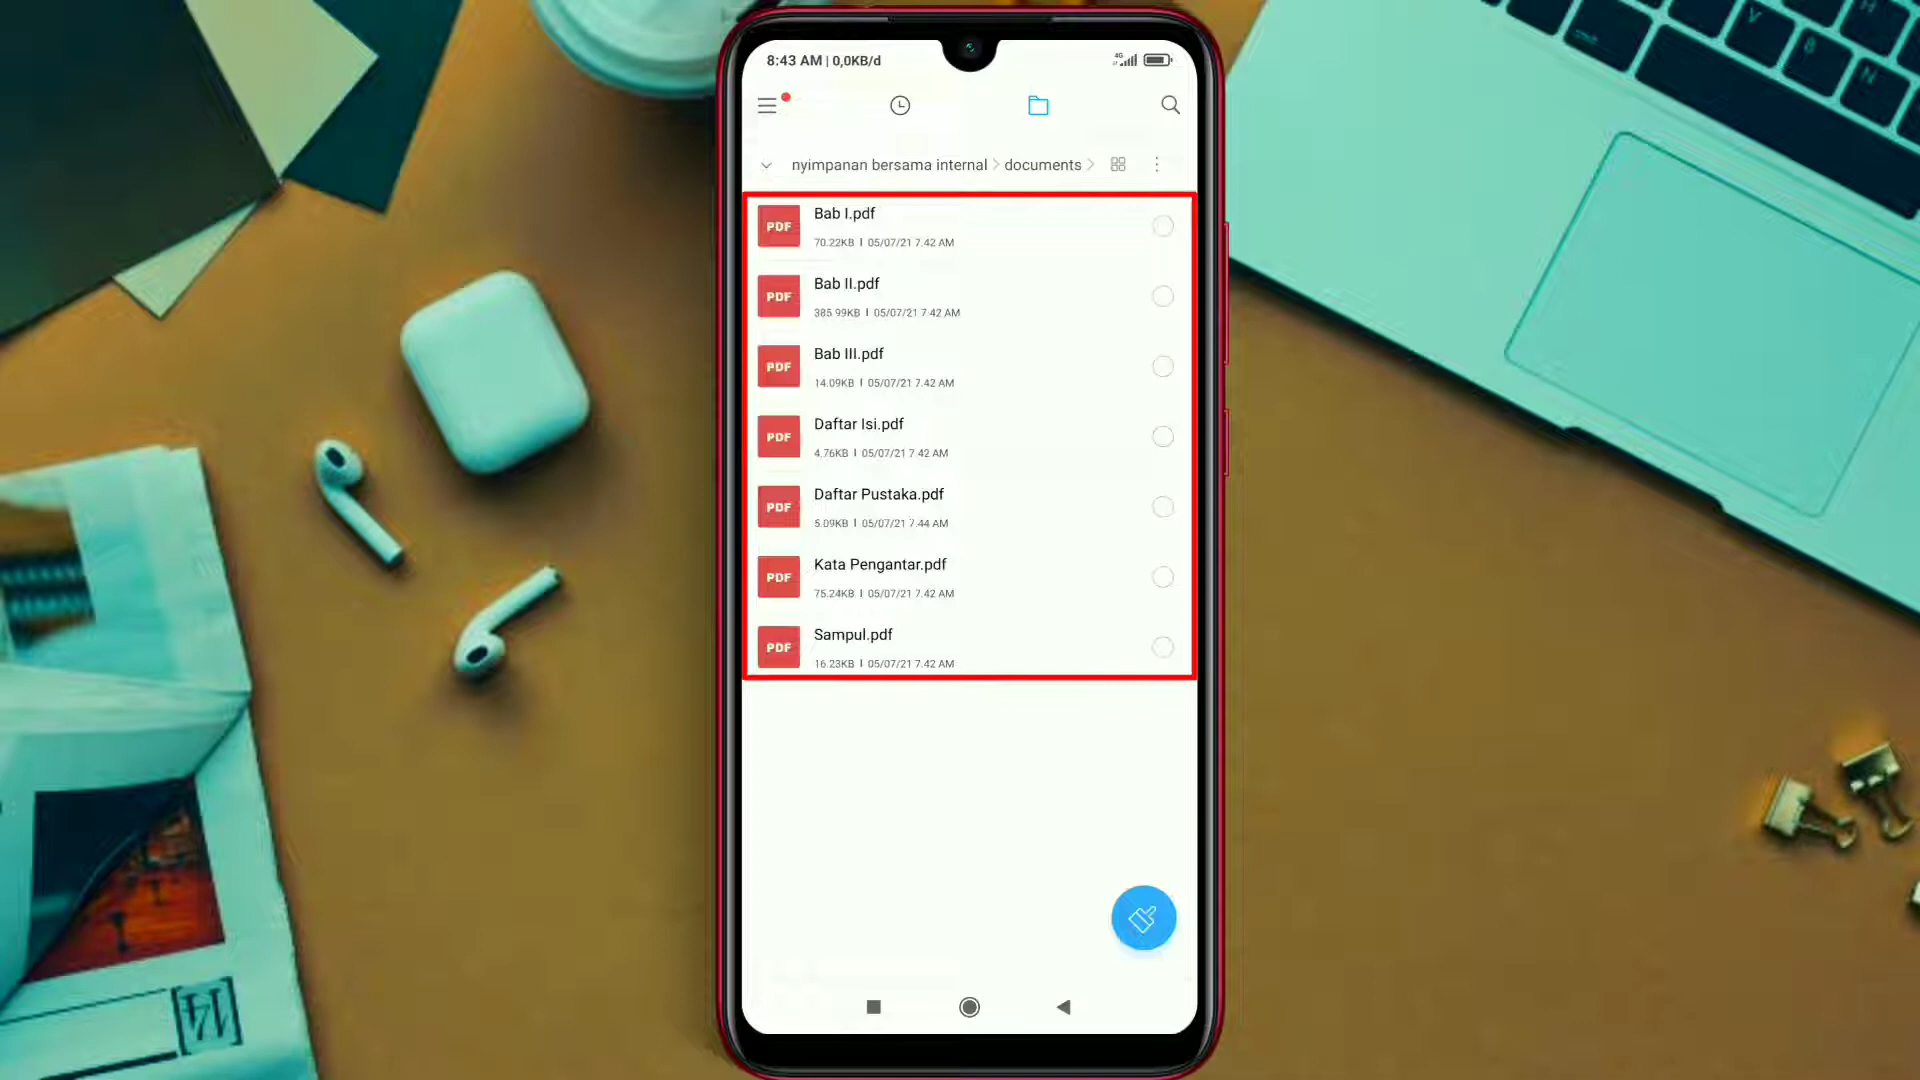 8:43 AM | 0,0KB/d
4G
nyimpanan bersama internal > documents >
PDF
Bab I.pdf
70.22KB | 05/07/21 7.42 AM
PDF
Bab II.pdf
385.99KB | 05/07/21 7.42 AM
PDF
Bab III.pdf
14.09KB | 05/07/21 7.42 AM
PDF
Daftar Isi.pdf
4.76KB | 05/07/21 7.42 AM
PDF
Daftar Pustaka.pdf
5.09KB | 05/07/21 7.44 AM
PDF
Kata Pengantar.pdf
75.24KB | 05/07/21 7.42 AM
PDF
Sampul.pdf
16.23KB | 05/07/21 7.42 AM
V
B
N
14